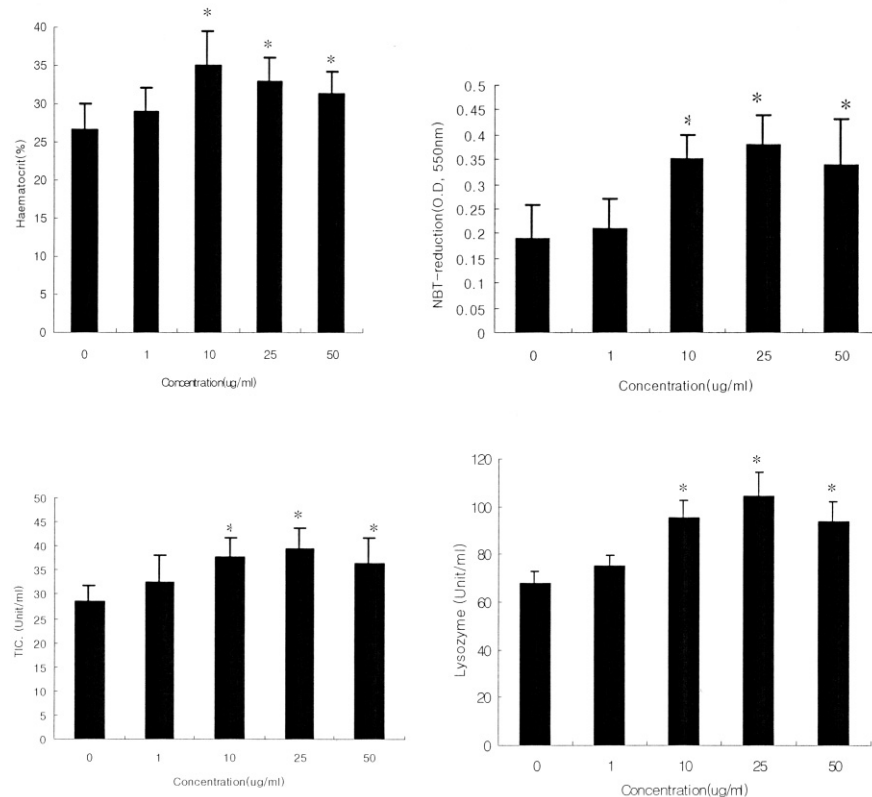 40
35
30
25
20
15
10
5
0
Haematocrit(%)
* * *
0 1 10 25 50
Concentration(ug/ml)
0.5
0.45
0.4
0.35
0.3
0.25
0.2
0.15
0.1
0.05
0
NBT-reduction(O.D, 550nm)
* * *
0 1 10 25 50
Concentration(ug/ml)
50
45
40
35
30
25
20
15
10
5
0
TIC. (Unit/ml)
* * *
0 1 10 25 50
Concentration(ug/ml)
120
100
80
60
40
20
0
Lysozyme (Unit/ml)
* * *
0 1 10 25 50
Concentration(ug/ml)